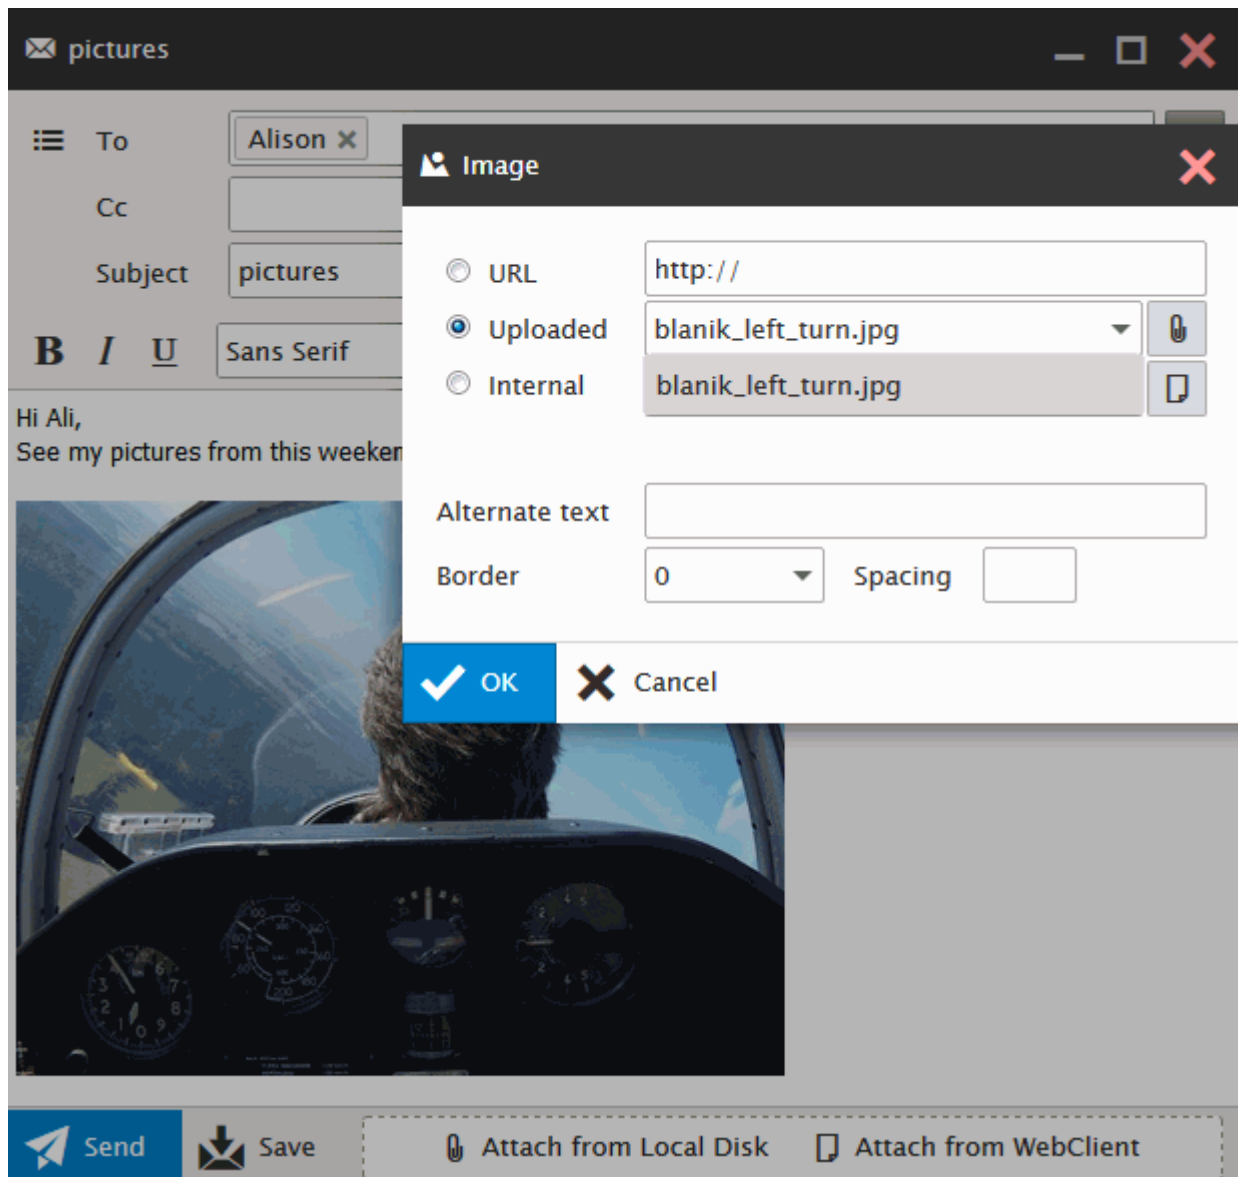 pictures
To Alison
Cc
Subject pictures
B I U Sans Serif
Hi Ali,
See my pictures from this
Image
URL http://
Uploaded blanik_left_turn.jpg
Internal blanik_left_turn.jpg
Alternate text
Border 0 Spacing
OK Cancel
Send Save Attach from Local Disk Attach from WebClient